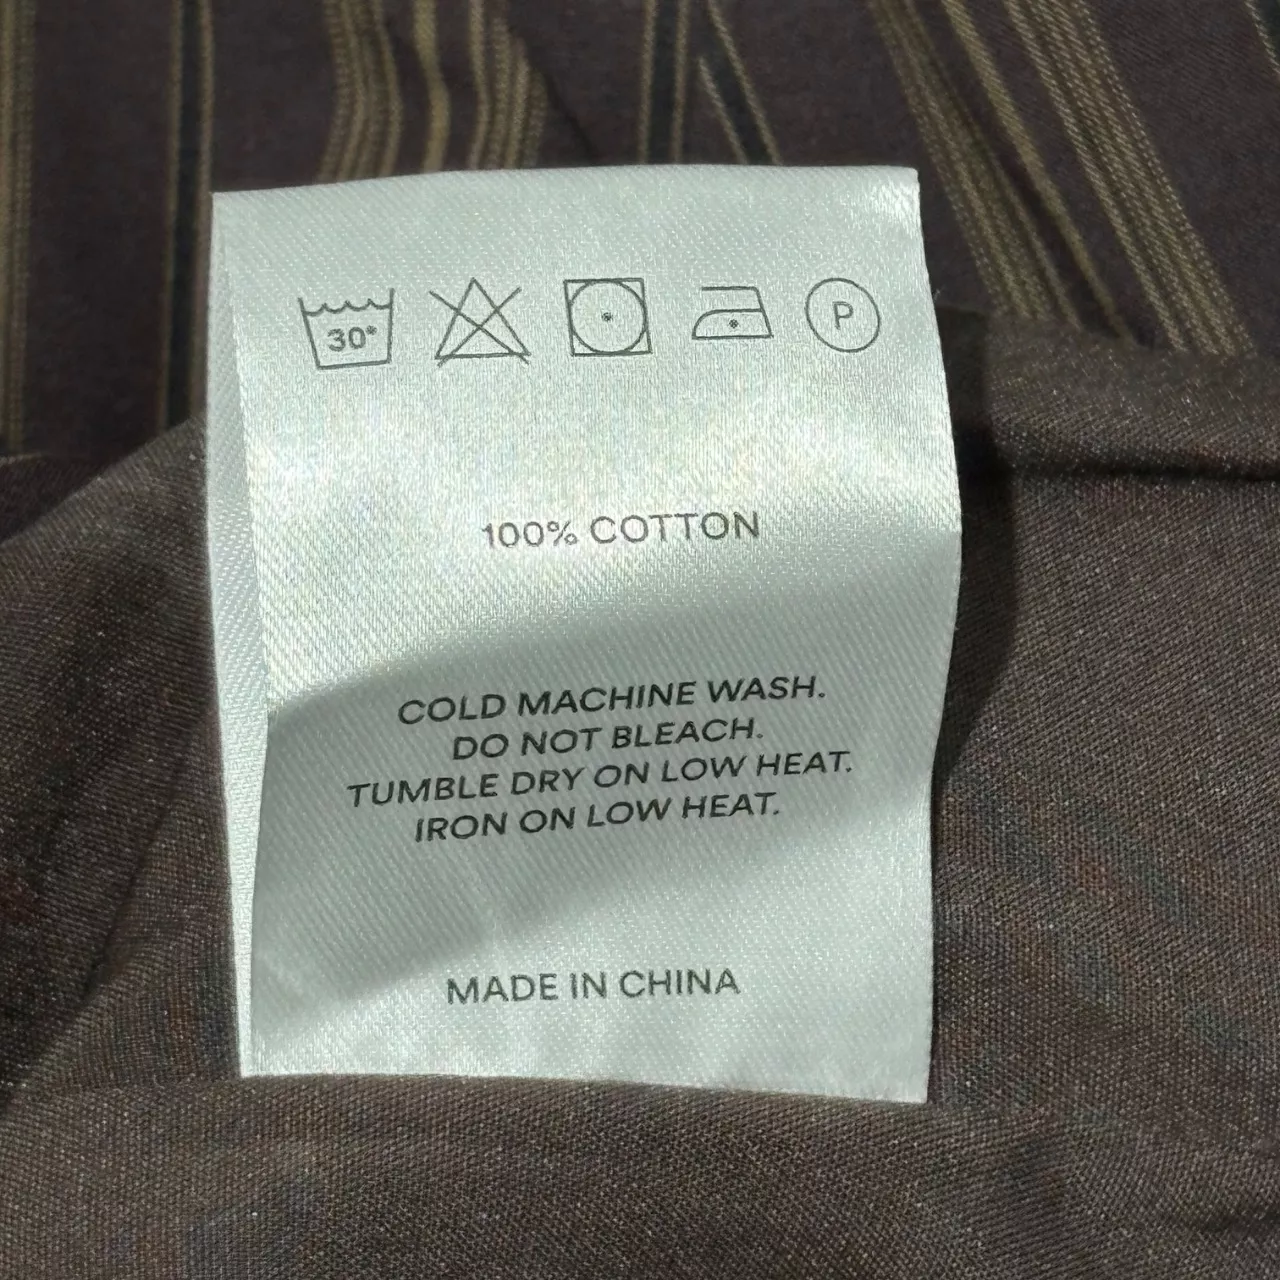 30°
P
100% COTTON
COLD MACHINE WASH.
DO NOT BLEACH.
TUMBLE DRY ON LOW HEAT.
IRON ON LOW HEAT.
MADE IN CHINA